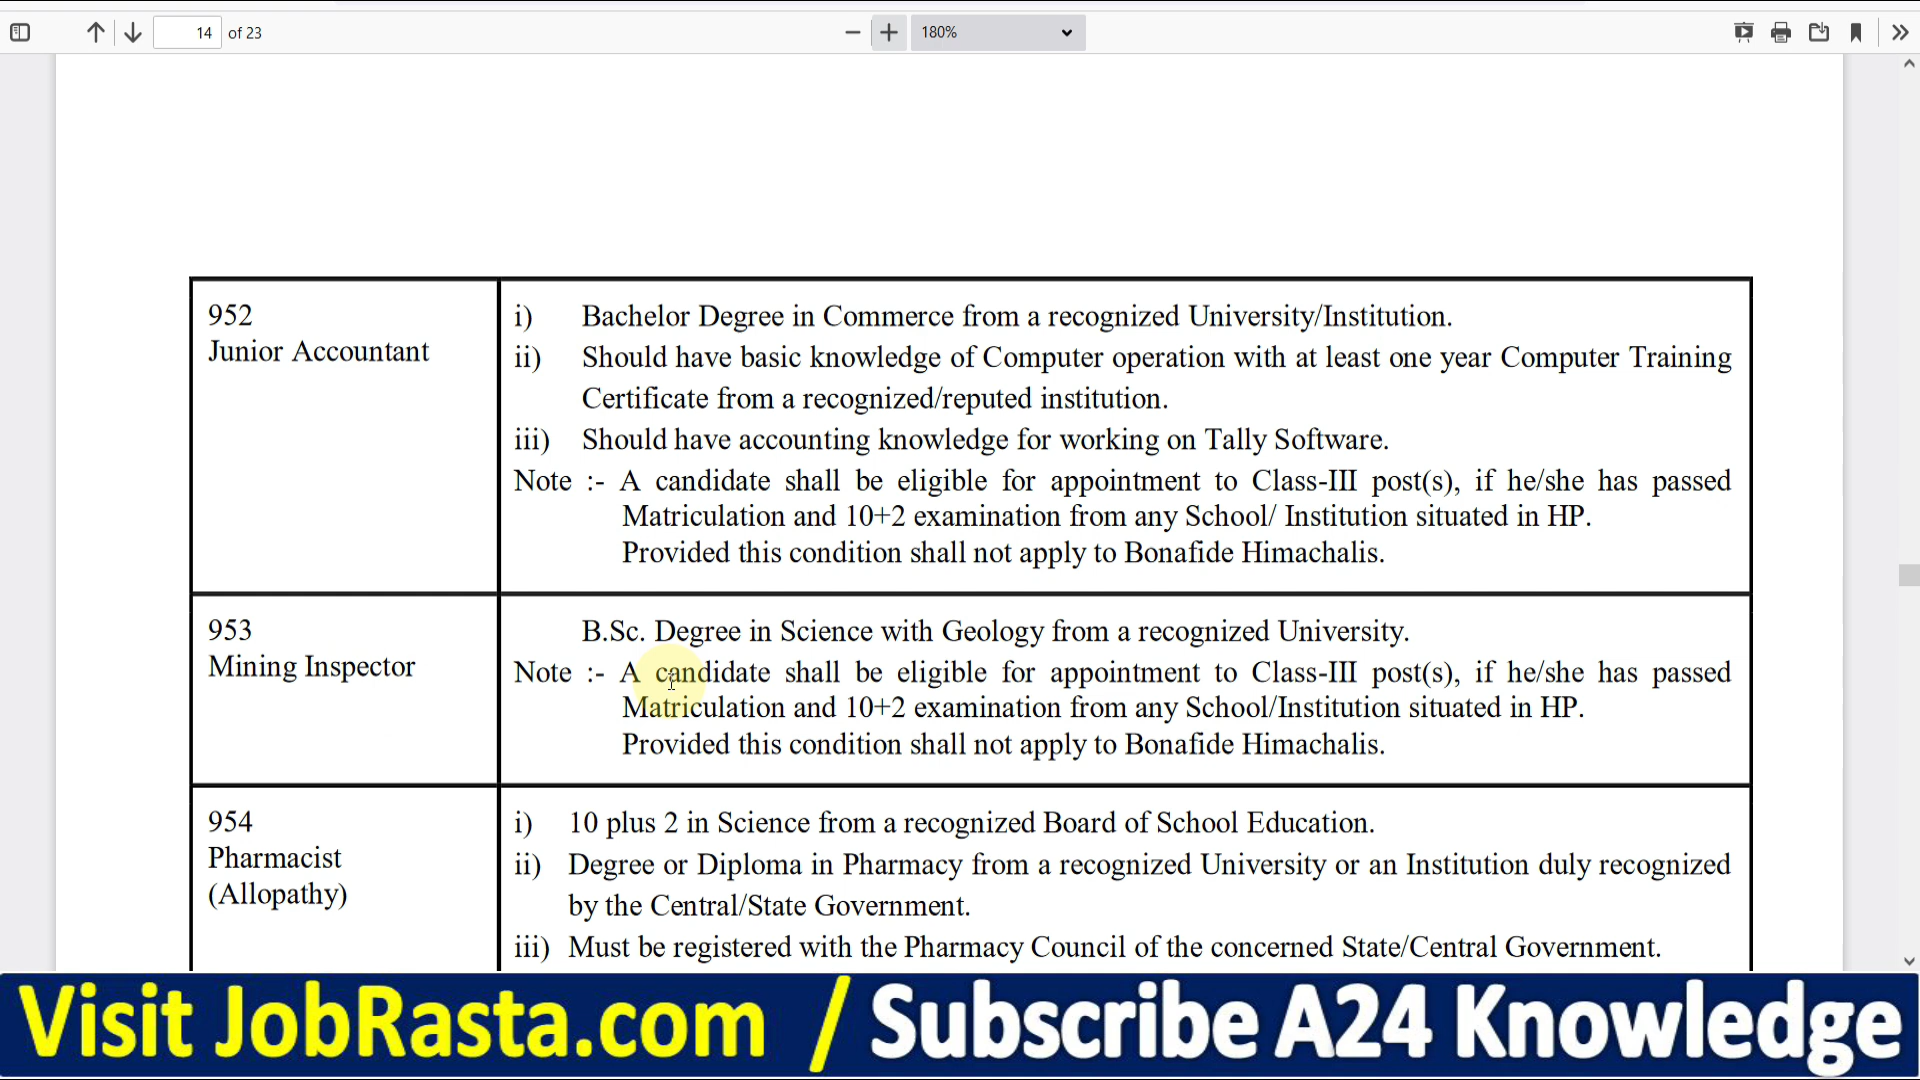 14 of 23
180%
952
Junior Accountant
i) Bachelor Degree in Commerce from a recognized University/Institution.
ii) Should have basic knowledge of Computer operation with at least one year Computer Training
Certificate from a recognized/reputed institution.
iii) Should have accounting knowledge for working on Tally Software.
Note :- A candidate shall be eligible for appointment to Class-III post(s), if he/she has passed
Matriculation and 10+2 examination from any School/ Institution situated in HP.
Provided this condition shall not apply to Bonafide Himachalis.
953
Mining Inspector
B.Sc. Degree in Science with Geology from a recognized University.
Note :- A candidate shall be eligible for appointment to Class-III post(s), if he/she has passed
Matriculation and 10+2 examination from any School/Institution situated in HP.
Provided this condition shall not apply to Bonafide Himachalis.
954
Pharmacist
(Allopathy)
i) 10 plus 2 in Science from a recognized Board of School Education.
ii) Degree or Diploma in Pharmacy from a recognized University or an Institution duly recognized
by the Central/State Government.
iii) Must be registered with the Pharmacy Council of the concerned State/Central Government.
Visit JobRasta.com / Subscribe A24 Knowledge